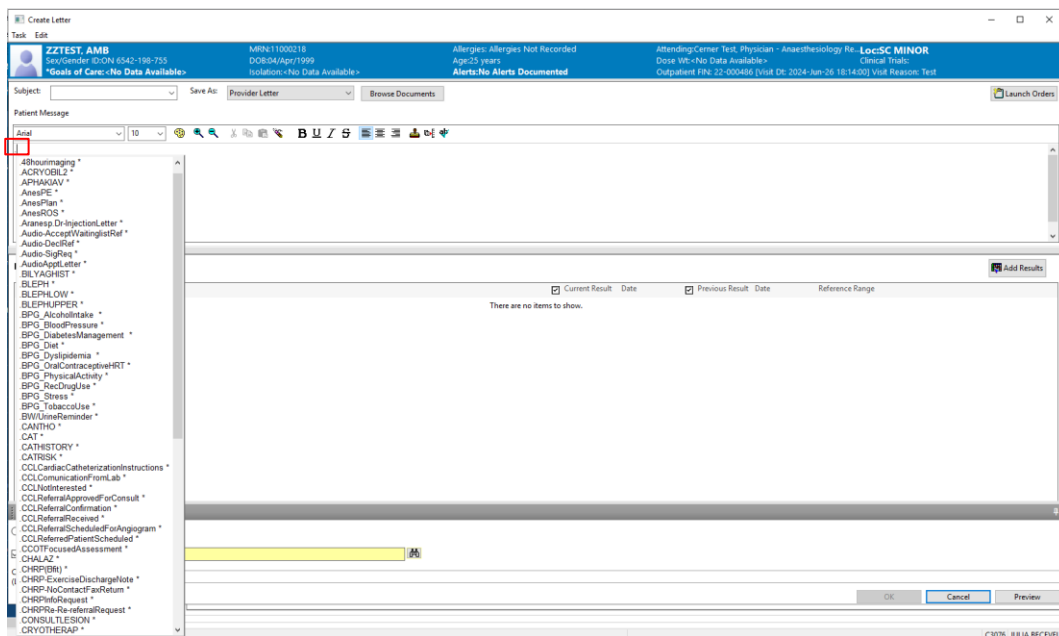 Create Letter
Task Edit
ZZTEST, AMB
Sex/Gender ID:ON 6542-198-755
*Goals of Care:<No Data Available>
MRN:11000218
DOB:04/Apr/1999
Isolation:<No Data Available>
Allergies: Allergies Not Recorded
Age:25 years
Alerts:No Alerts Documented
Attending:Cerner Test, Physician - Anaesthesiology Re...
Dose Wt:<No Data Available>
Outpatient FIN: 22-000486 [Visit Dt: 2024-Jun-26 18:14:00] Visit Reason: Test
Loc:SC MINOR
Clinical Trials:
Subject: Save As: Provider Letter Browse Documents Launch Orders
Patient Message
Arial 10 B U I S
.48hourimaging *
.ACRYOBIL2 *
.APHAKIAV *
.AnesPE *
.AnesPlan *
.AnesROS *
.Aranesp.Dr-InjectionLetter *
.Audio-AcceptWaitinglistRef *
.Audio-DeclRef *
.Audio-SigReq *
.AudioApptLetter *
.BILYAGHIST *
.BLEPH *
.BLEPHLOW *
.BLEPHUPPER *
.BPG_AlcoholIntake *
.BPG_BloodPressure *
.BPG_DiabetesManagement *
.BPG_Diet *
.BPG_Dyslipidemia *
.BPG_OralContraceptiveHRT *
.BPG_PhysicalActivity *
.BPG_RecDrugUse *
.BPG_Stress *
.BPG_TobaccoUse *
.BW/UrineReminder *
.CANTHO *
.CAT *
.CATHISTORY *
.CATRISK *
.CCLCardiacCatheterizationInstructions *
.CCLComunicationFromLab *
.CCLNotInterested *
.CCLReferralApprovedForConsult *
.CCLReferralConfirmation *
.CCLReferralReceived *
.CCLReferralScheduledForAngiogram *
.CCLReferredPatientScheduled *
.CCOTFocusedAssessment *
.CHALAZ *
.CHRP(Bfit) *
.CHRP-ExerciseDischargeNote *
.CHRP-NoContactFaxReturn *
.CHRPInfoRequest *
.CHRPRe-Re-referralRequest *
.CONSULTLESION *
.CRYOTHERAP *
Add Results
Current Result Date Previous Result Date Reference Range
There are no items to show.
OK Cancel Preview